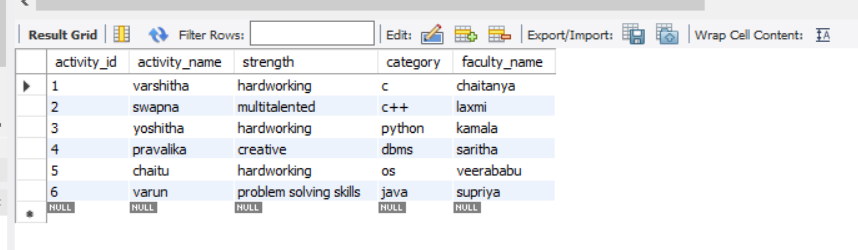 Result Grid Filter Rows: Edit: Export/Import: Wrap Cell Content: IA
activity_id activity_name strength category faculty_name
1 varshitha hardworking c chaitanya
2 swapna multitalented c++ laxmi
3 yoshitha hardworking python kamala
4 pravalika creative dbms saritha
5 chaitu hardworking os veerababu
6 varun problem solving skills java supriya
NULL NULL NULL NULL NULL